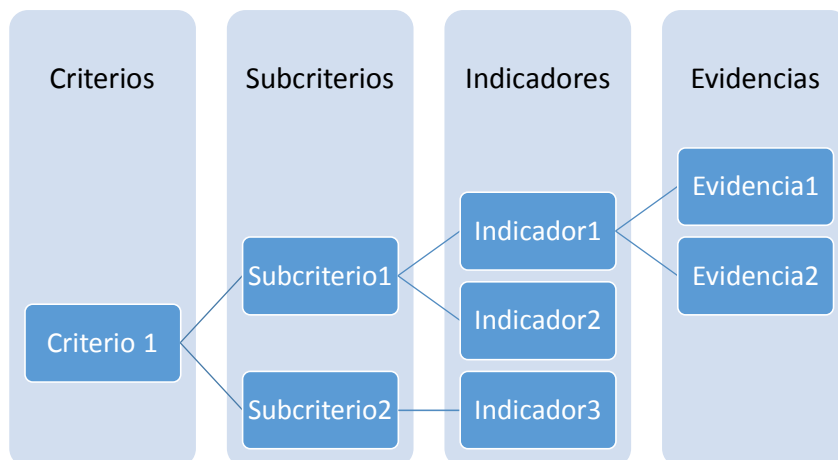 Criterios
Subcriterios
Indicadores
Evidencias
Evidencia1
Indicador1
Subcriterio1
Evidencia2
Indicador2
Criterio 1
Subcriterio2
Indicador3